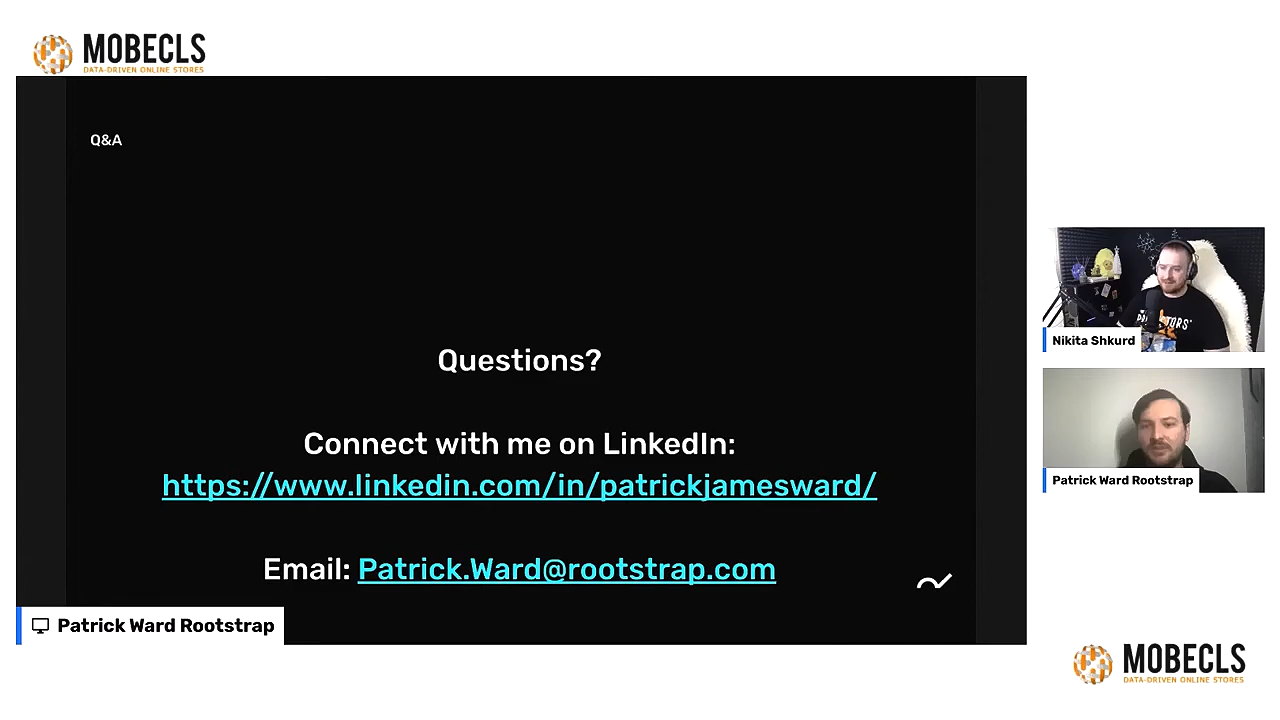 MOBECLS
DATA-DRIVEN ONLINE STORES
Q&A
Questions?
Connect with me on LinkedIn:
https://www.linkedin.com/in/patrickjamesward/
Email: Patrick.Ward@rootstrap.com
Patrick Ward Rootstrap
Nikita Shkurd
Patrick Ward Rootstrap
MOBECLS
DATA-DRIVEN ONLINE STORES